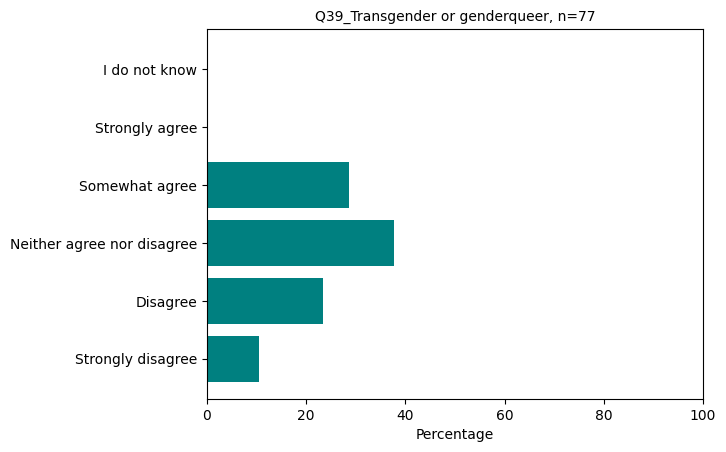 Q39_Transgender or genderqueer, n=77
I do not know
Strongly agree
Somewhat agree
Neither agree nor disagree
Disagree
Strongly disagree
0 20 40 60 80 100
Percentage